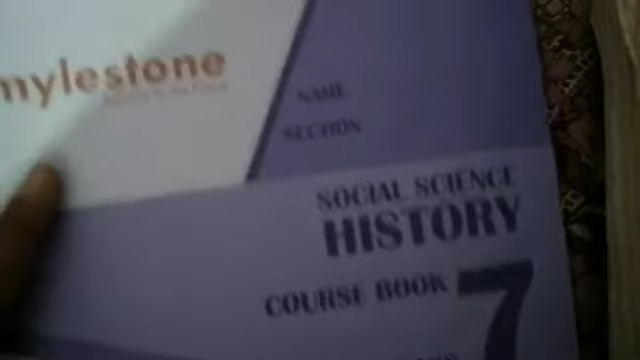 mylestone
NAME
SECTION
SOCIAL SCIENCE
HISTORY
COURSE BOOK
7